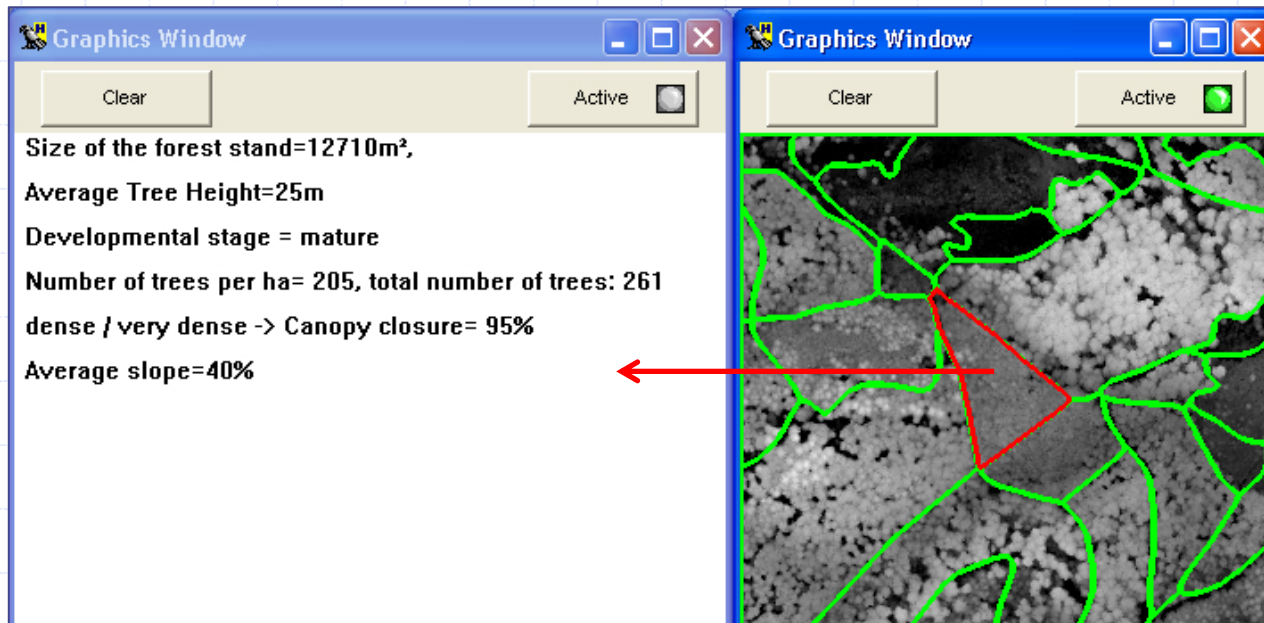 Graphics Window
Clear
Active
Size of the forest stand=12710m²,
Average Tree Height=25m
Developmental stage = mature
Number of trees per ha= 205, total number of trees: 261
dense / very dense -> Canopy closure= 95%
Average slope=40%
Graphics Window
Clear
Active